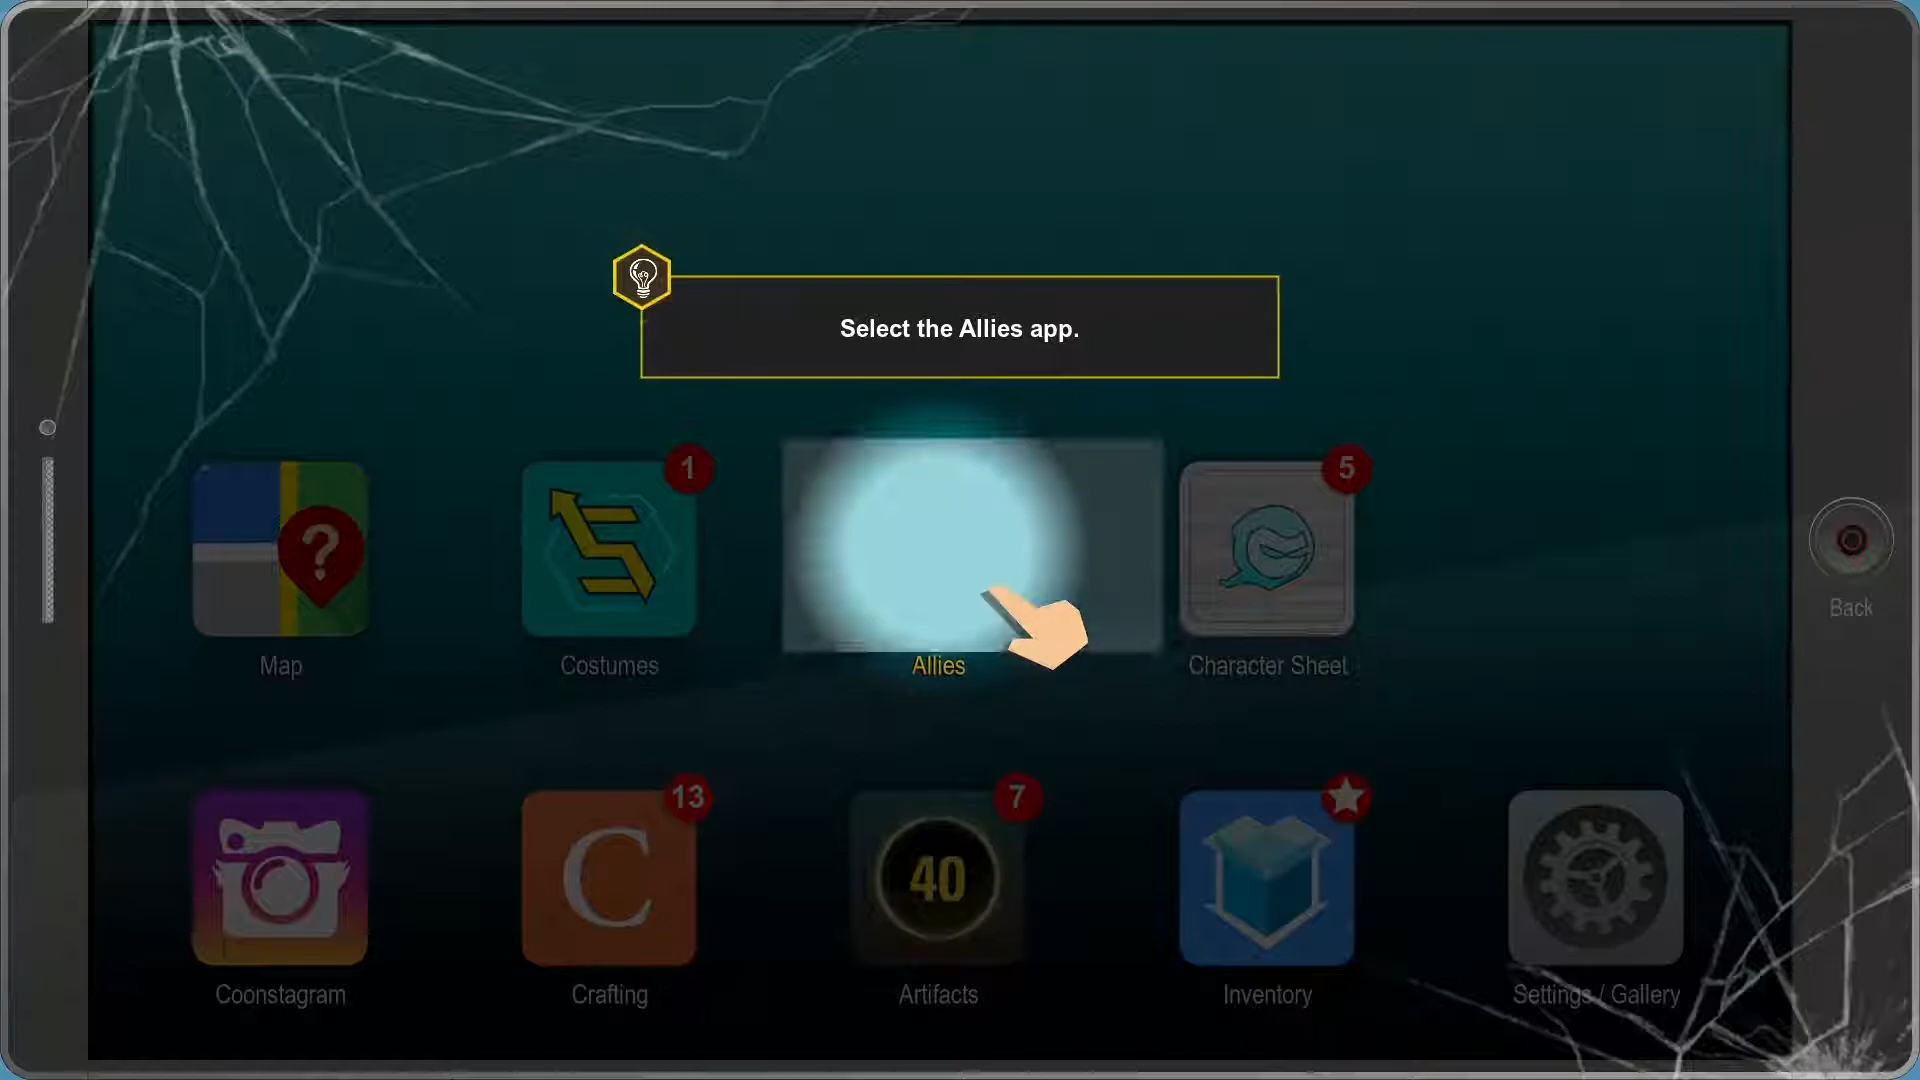 Select the Allies app.
1
5
?
Map
Costumes
Allies
Character Sheet
Back
13
7
C
40
Coonstagram
Crafting
Artifacts
Inventory
Settings / Gallery